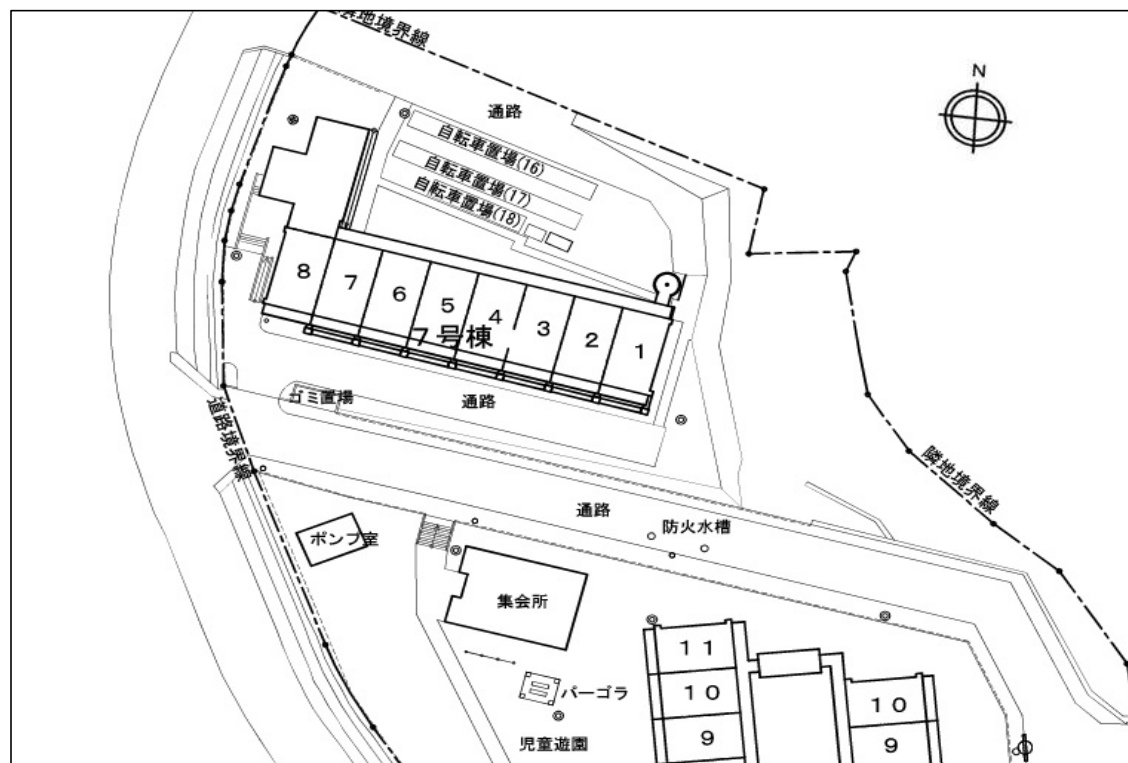 隣地境界線
N
通路
自転車置場(16)
自転車置場(17)
自転車置場(18)
8
7
6
5
4
3
2
1
7号棟
ゴミ置場
通路
道路境界線
隣地境界線
通路
防火水槽
ポンプ室
集会所
11
10
9
10
9
パーゴラ
児童遊園